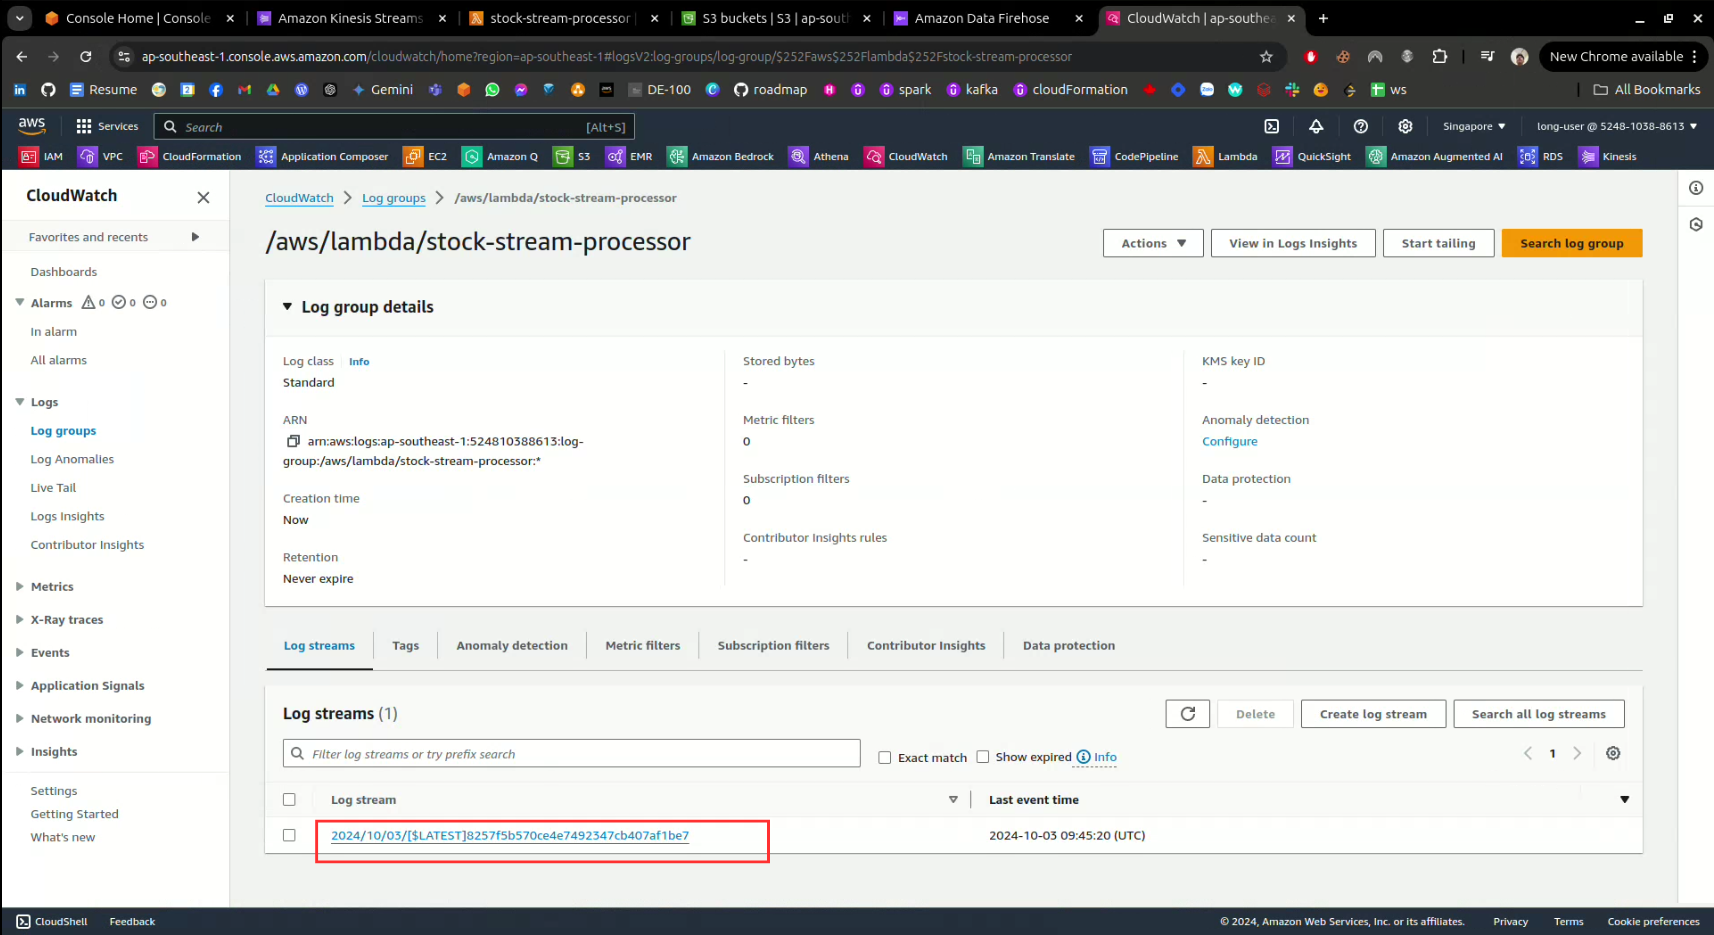 Console Home | Console
Amazon Kinesis Streams
stock-stream-processor
S3 buckets | S3 | ap-sout
Amazon Data Firehose
CloudWatch | ap-southea
ap-southeast-1.console.aws.amazon.com/cloudwatch/home?region=ap-southeast-1#logsV2:log-groups/log-group/$252Faws$252Flambda$252Fstock-stream-processor
New Chrome available
Resume
Gemini
DE-100
roadmap
spark
kafka
cloudFormation
ws
All Bookmarks
aws
Services
Search
[Alt+S]
Singapore
long-user @ 5248-1038-8613
IAM
VPC
CloudFormation
Application Composer
EC2
Amazon Q
S3
EMR
Amazon Bedrock
Athena
CloudWatch
Amazon Translate
CodePipeline
Lambda
QuickSight
Amazon Augmented AI
RDS
Kinesis
CloudWatch
Favorites and recents
Dashboards
Alarms 0 0 0
In alarm
All alarms
Logs
Log groups
Log Anomalies
Live Tail
Logs Insights
Contributor Insights
Metrics
X-Ray traces
Events
Application Signals
Network monitoring
Insights
Settings
Getting Started
What's new
CloudWatch
Log groups
/aws/lambda/stock-stream-processor
/aws/lambda/stock-stream-processor
Actions
View in Logs Insights
Start tailing
Search log group
Log group details
Log class Info
Standard
ARN
arn:aws:logs:ap-southeast-1:524810388613:log-
group:/aws/lambda/stock-stream-processor:*
Creation time
Now
Retention
Never expire
Stored bytes
-
Metric filters
0
Subscription filters
0
Contributor Insights rules
-
KMS key ID
-
Anomaly detection
Configure
Data protection
-
Sensitive data count
-
Log streams
Tags
Anomaly detection
Metric filters
Subscription filters
Contributor Insights
Data protection
Log streams (1)
Delete
Create log stream
Search all log streams
Filter log streams or try prefix search
Exact match
Show expired
Info
1
Log stream
Last event time
2024/10/03/[$LATEST]8257f5b570ce4e7492347cb407af1be7
2024-10-03 09:45:20 (UTC)
CloudShell
Feedback
© 2024, Amazon Web Services, Inc. or its affiliates.
Privacy
Terms
Cookie preferences